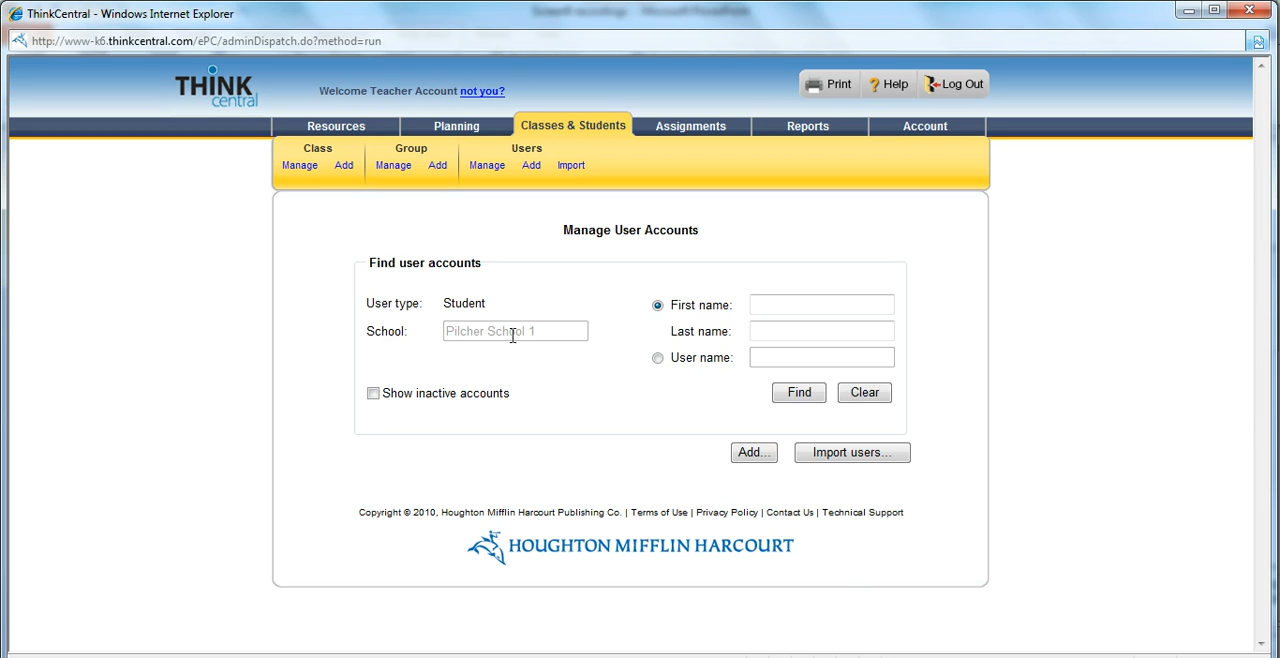 ThinkCentral - Windows Internet Explorer
http://www-k6.thinkcentral.com/ePC/adminDispatch.do?method=run
THINK central
Welcome Teacher Account not you?
Print Help Log Out
Resources Planning Classes & Students Assignments Reports Account
Class Group Users
Manage Add Manage Add Manage Add Import
Manage User Accounts
Find user accounts
User type: Student First name:
School: Pilcher School 1 Last name:
User name:
Show inactive accounts Find Clear
Add... Import users...
Copyright © 2010, Houghton Mifflin Harcourt Publishing Co. | Terms of Use | Privacy Policy | Contact Us | Technical Support
HOUGHTON MIFFLIN HARCOURT